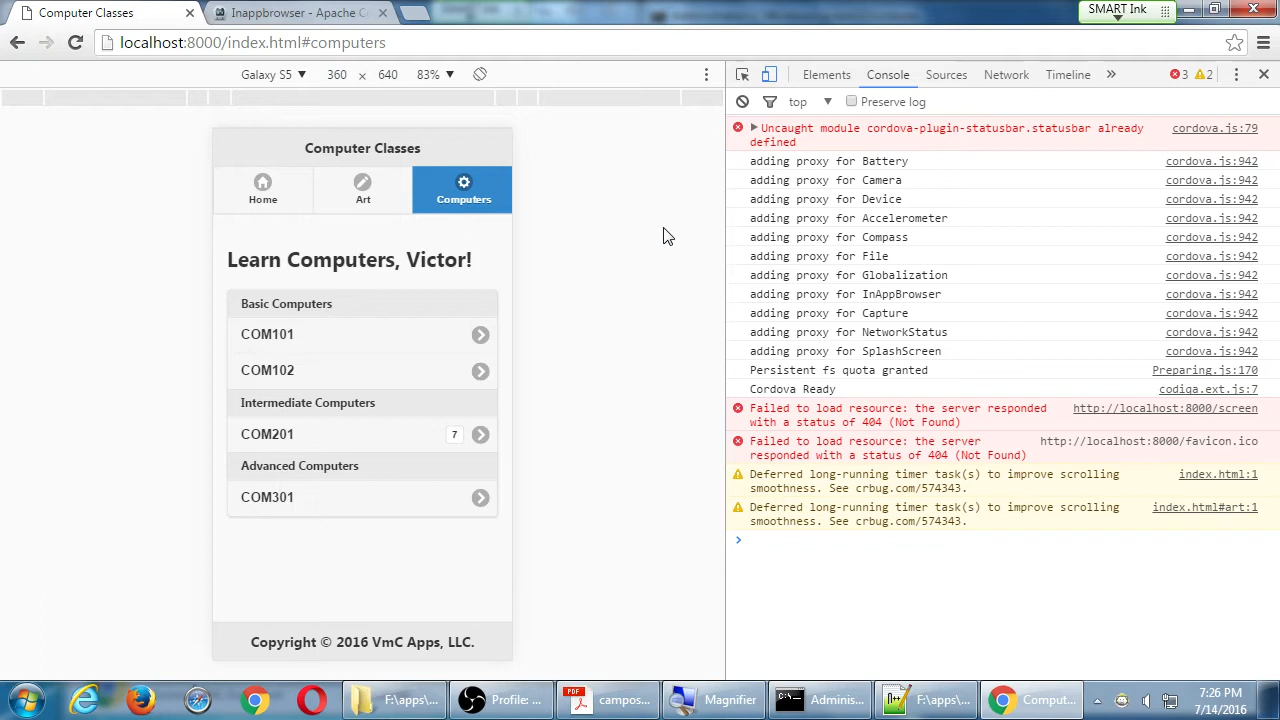 Computer Classes
Inappbrowser - Apache Co
SMART Ink
localhost:8000/index.html#computers
Galaxy S5 ▼ 360 × 640 83% ▼
Elements Console Sources Network Timeline » 3 2
top ▼ Preserve log
Computer Classes
Home Art Computers
Learn Computers, Victor!
Basic Computers
COM101
COM102
Intermediate Computers
COM201 7
Advanced Computers
COM301
Copyright © 2016 VmC Apps, LLC.
Uncaught module cordova-plugin-statusbar.statusbar already cordova.js:79
defined
adding proxy for Battery cordova.js:942
adding proxy for Camera cordova.js:942
adding proxy for Device cordova.js:942
adding proxy for Accelerometer cordova.js:942
adding proxy for Compass cordova.js:942
adding proxy for File cordova.js:942
adding proxy for Globalization cordova.js:942
adding proxy for InAppBrowser cordova.js:942
adding proxy for Capture cordova.js:942
adding proxy for NetworkStatus cordova.js:942
adding proxy for SplashScreen cordova.js:942
Persistent fs quota granted Preparing.js:170
Cordova Ready codiqa.ext.js:7
Failed to load resource: the server responded http://localhost:8000/screen
with a status of 404 (Not Found)
Failed to load resource: the server http://localhost:8000/favicon.ico
responded with a status of 404 (Not Found)
Deferred long-running timer task(s) to improve scrolling index.html:1
smoothness. See crbug.com/574343.
Deferred long-running timer task(s) to improve scrolling index.html#art:1
smoothness. See crbug.com/574343.
F:\apps\... Profile: ... PDF campos... Magnifier Adminis... F:\apps\... Comput...
7:26 PM
7/14/2016